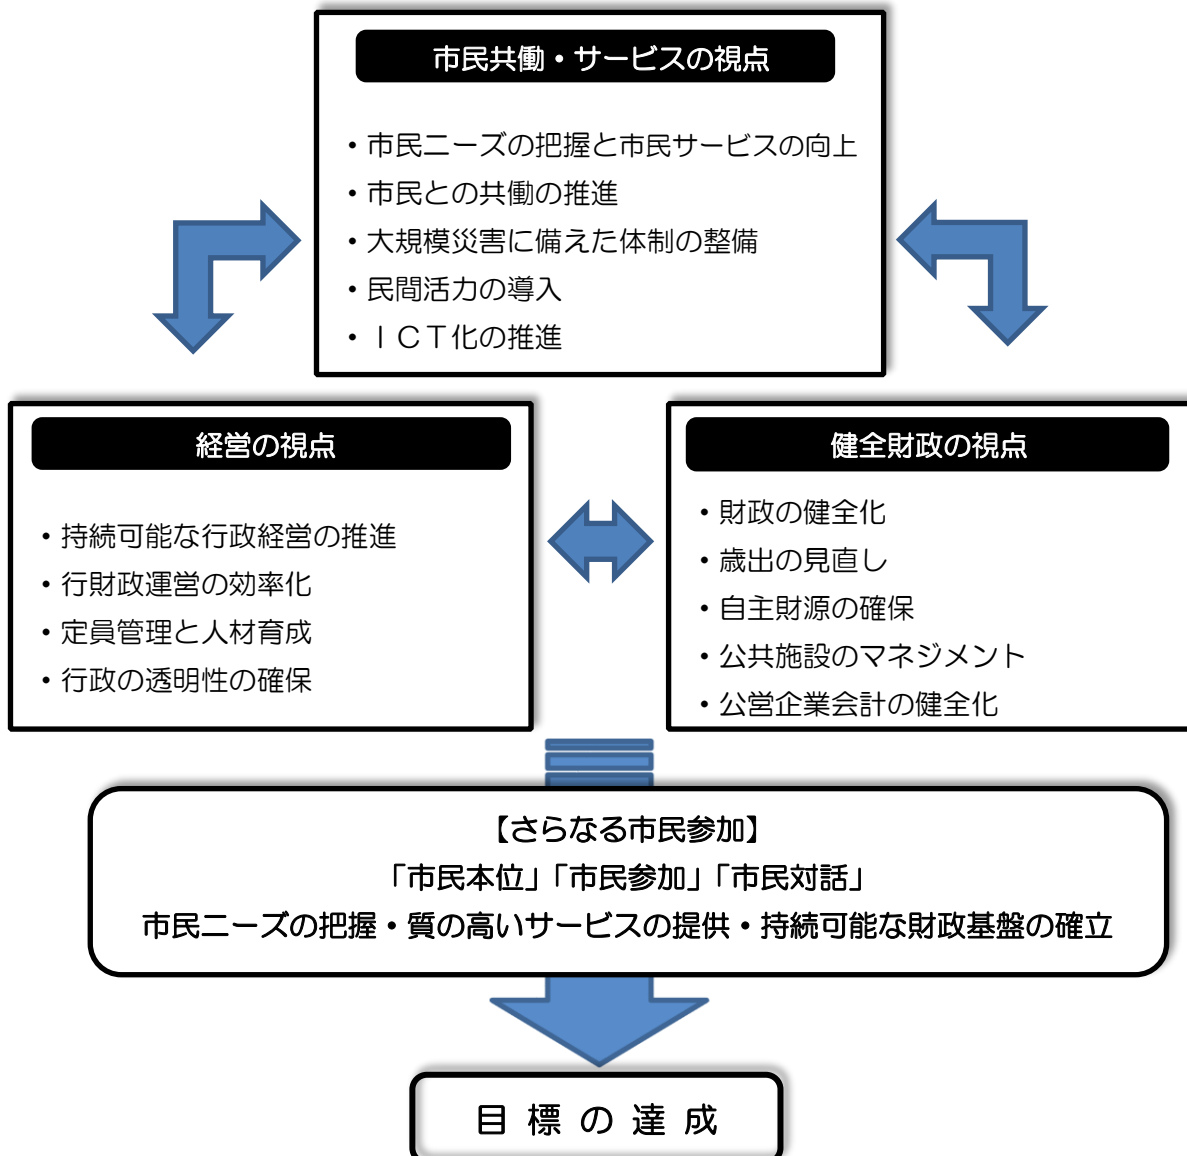 市民共働・サービスの視点
・市民ニーズの把握と市民サービスの向上
・市民との共働の推進
・大規模災害に備えた体制の整備
・民間活力の導入
・ＩＣＴ化の推進
経営の視点
・持続可能な行政経営の推進
・行財政運営の効率化
・定員管理と人材育成
・行政の透明性の確保
健全財政の視点
・財政の健全化
・歳出の見直し
・自主財源の確保
・公共施設のマネジメント
・公営企業会計の健全化
【さらなる市民参加】
「市民本位」「市民参加」「市民対話」
市民ニーズの把握・質の高いサービスの提供・持続可能な財政基盤の確立
目 標 の 達 成